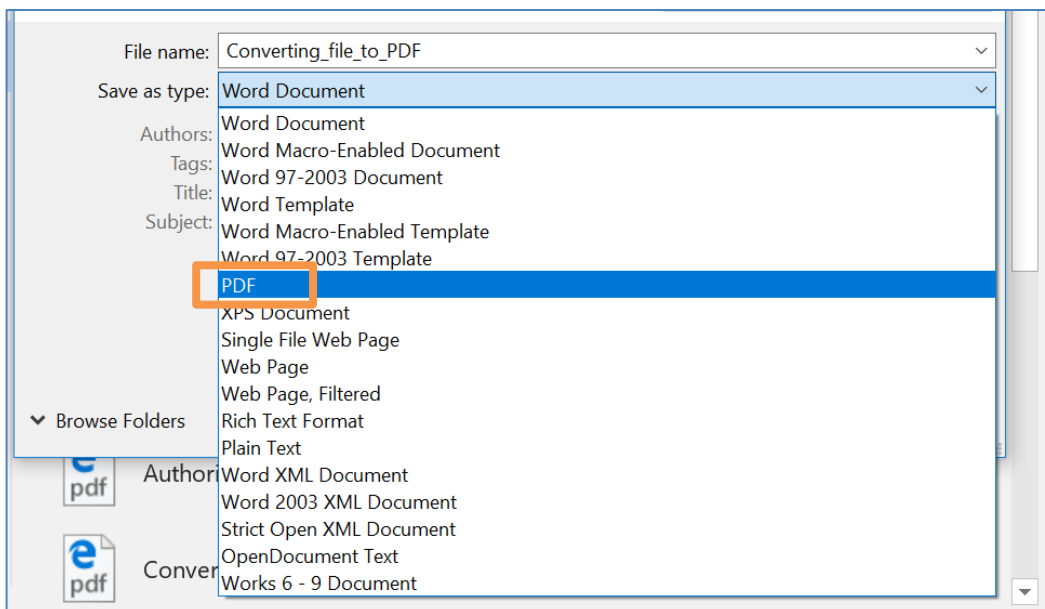 File name: Converting_file_to_PDF
Save as type: Word Document
Authors:
Tags:
Title:
Subject:
Word Document
Word Macro-Enabled Document
Word 97-2003 Document
Word Template
Word Macro-Enabled Template
Word 97-2003 Template
PDF
XPS Document
Single File Web Page
Web Page
Web Page, Filtered
Rich Text Format
Plain Text
Word XML Document
Word 2003 XML Document
Strict Open XML Document
OpenDocument Text
Works 6 - 9 Document
Browse Folders
pdf Authori
pdf Conver